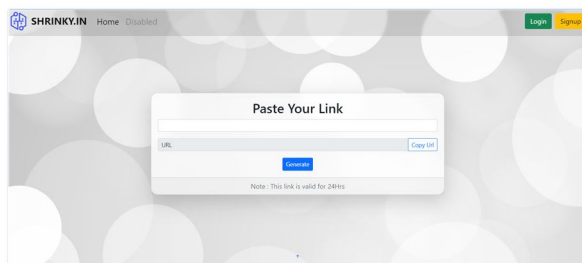 SHRINKY.IN Home Disabled Login Signup
Paste Your Link
URL Copy Url
Generate
Note : This link is valid for 24Hrs